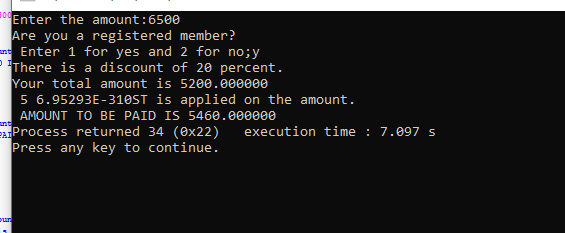 Enter the amount:6500
Are you a registered member?
Enter 1 for yes and 2 for no;y
There is a discount of 20 percent.
Your total amount is 5200.000000
5 6.95293E-310ST is applied on the amount.
AMOUNT TO BE PAID IS 5460.000000
Process returned 34 (0x22)   execution time : 7.097 s
Press any key to continue.